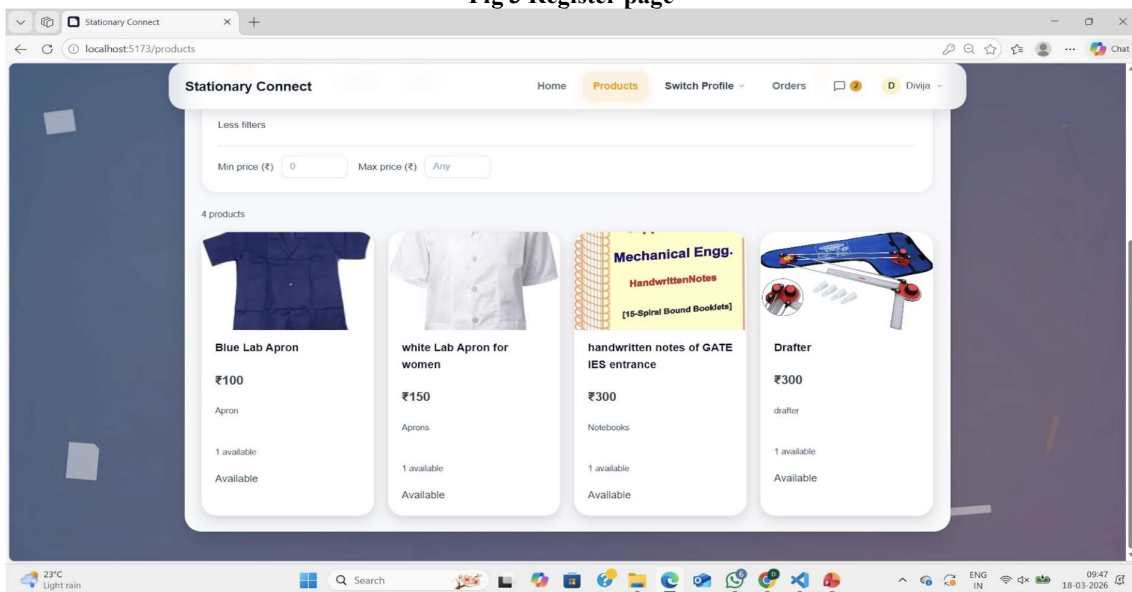 Fig 3 Register page
Stationary Connect
localhost:5173/products
Chat
Stationary Connect
Home Products Switch Profile Orders 2 D Divija
Less filters
Min price (₹) 0 Max price (₹) Any
4 products
Mechanical Engg.
HandwrittenNotes
[15-Spiral Bound Booklets]
Blue Lab Apron
₹100
Apron
1 available
Available
white Lab Apron for
women
₹150
Aprons
1 available
Available
handwritten notes of GATE
IES entrance
₹300
Notebooks
1 available
Available
Drafter
₹300
drafter
1 available
Available
23°C
Light rain
Search
ENG
IN
09:47
18-03-2026